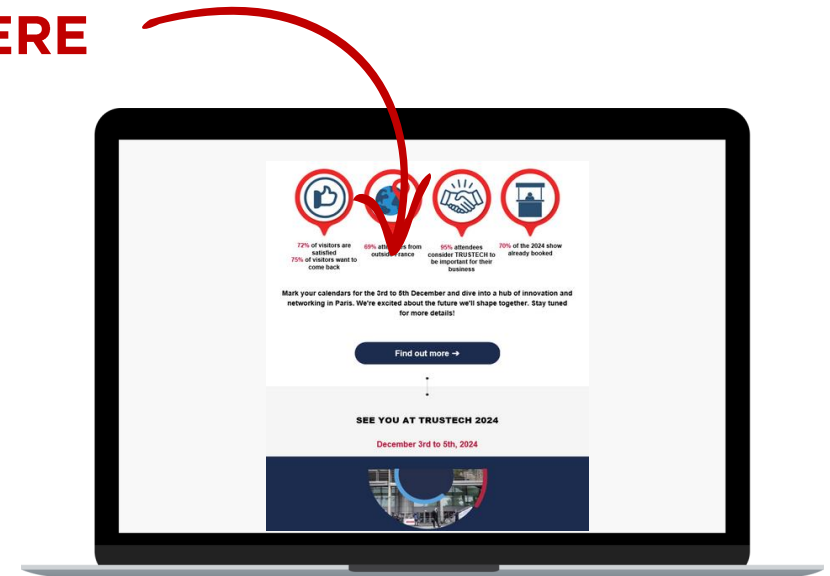 ERE
72% of visitors are
satisfied
75% of visitors want to
come back
69% attendees from
outside France
95% attendees
consider TRUSTECH to
be important for their
business
70% of the 2024 show
already booked
Mark your calendars for the 3rd to 5th December and dive into a hub of innovation and
networking in Paris. We're excited about the future we'll shape together. Stay tuned
for more details!
Find out more →
SEE YOU AT TRUSTECH 2024
December 3rd to 5th, 2024